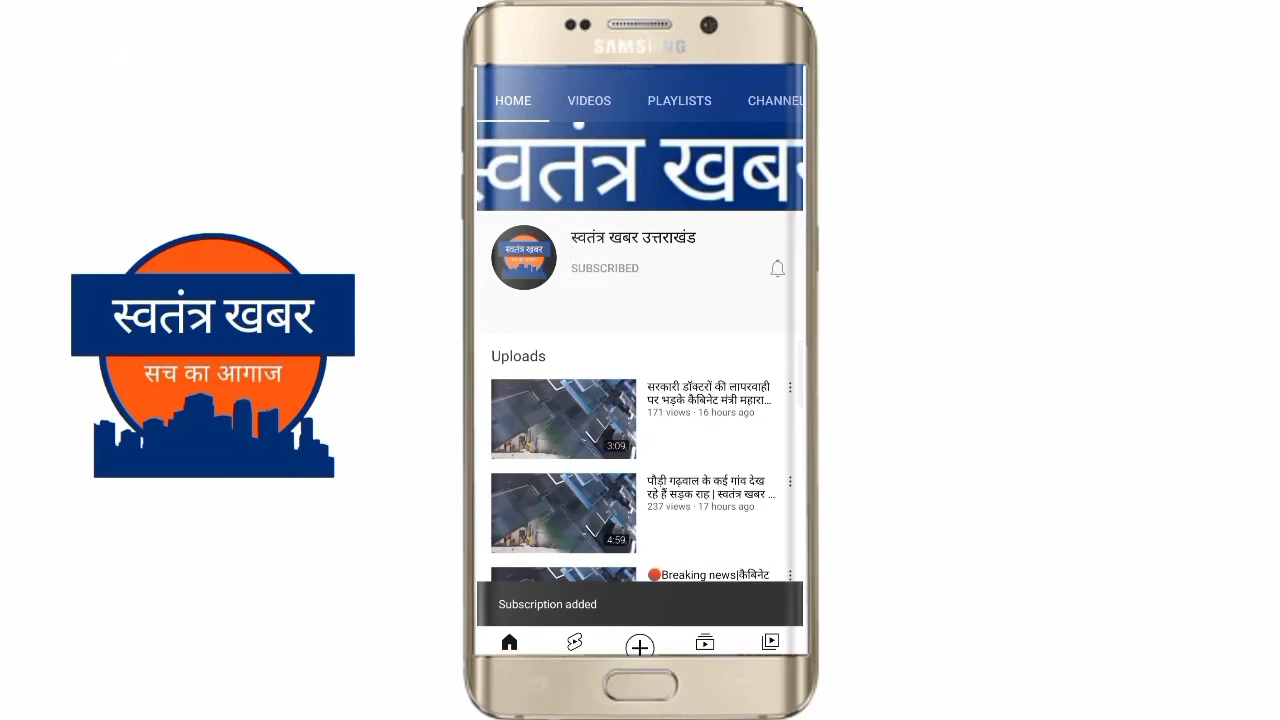 SAMSUNG
HOME VIDEOS PLAYLISTS CHANNEL
स्वतंत्र खबर
स्वतंत्र खबर उत्तराखंड
SUBSCRIBED
स्वतंत्र खबर
सच का आगाज
स्वतंत्र खबर
सच का आगाज
Uploads
सरकारी डॉक्टरों की लापरवाही
पर भड़के कैबिनेट मंत्री महारा...
171 views · 16 hours ago
3:09
पौड़ी गढ़वाल के कई गांव देख
रहे हैं सड़क राह | स्वतंत्र खबर ...
237 views · 17 hours ago
4:59
🔴Breaking news|कैबिनेट
Subscription added